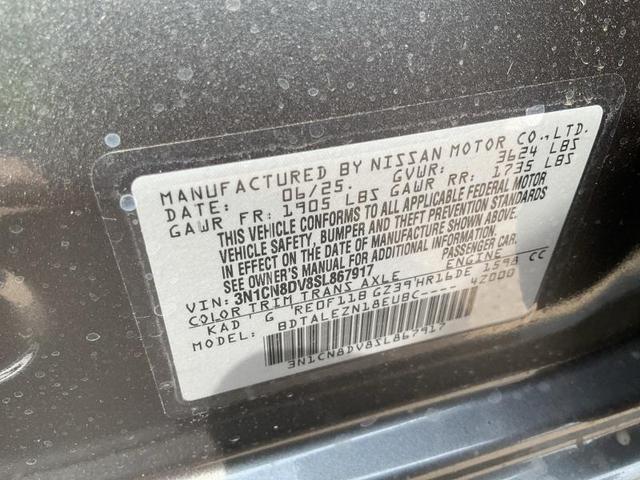 MANUFACTURED BY NISSAN MOTOR CO.,LTD.
DATE: 06/25. GVWR: 3624 LBS
GAWR FR: 1905 LBS GAWR RR: 1735 LBS
THIS VEHICLE CONFORMS TO ALL APPLICABLE FEDERAL MOTOR
VEHICLE SAFETY, BUMPER AND THEFT PREVENTION STANDARDS
IN EFFECT ON THE DATE OF MANUFACTURE SHOWN ABOVE.
SEE OWNER'S MANUAL FOR ADDITIONAL INFORMATION.
VIN: 3N1CN8DV8SL867917 PASSENGER CAR
COLOR TRIM TRANS AXLE ENGINE 1598 CC
KAD G RE0F11B GZ39 HR16DE
MODEL: BDTALEZN18EUBC---- 42000
3N1CN8DV8SL867917